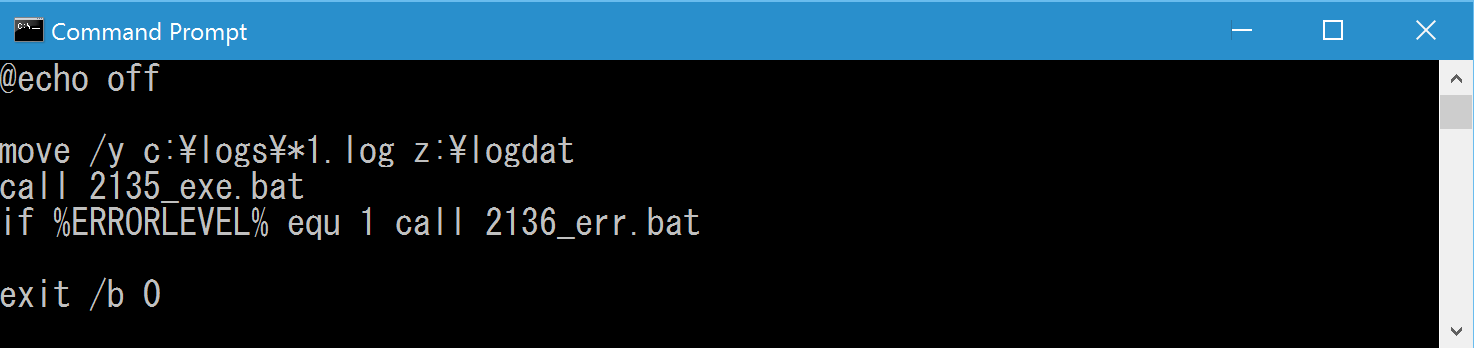 Command Prompt
@echo off
move /y c:¥logs¥*1.log z:¥logdat
call 2135_exe.bat
if %ERRORLEVEL% equ 1 call 2136_err.bat
exit /b 0